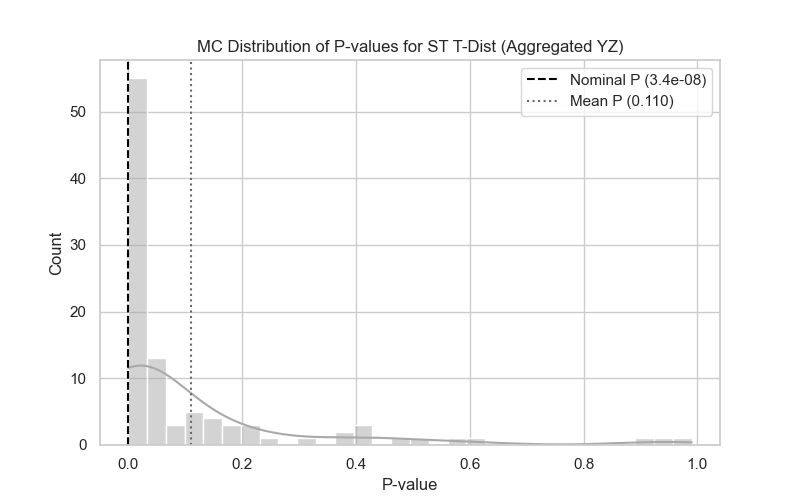 MC Distribution of P-values for ST T-Dist (Aggregated YZ)
Nominal P (3.4e-08)
Mean P (0.110)
50
40
30
20
10
0
Count
0.0 0.2 0.4 0.6 0.8 1.0
P-value